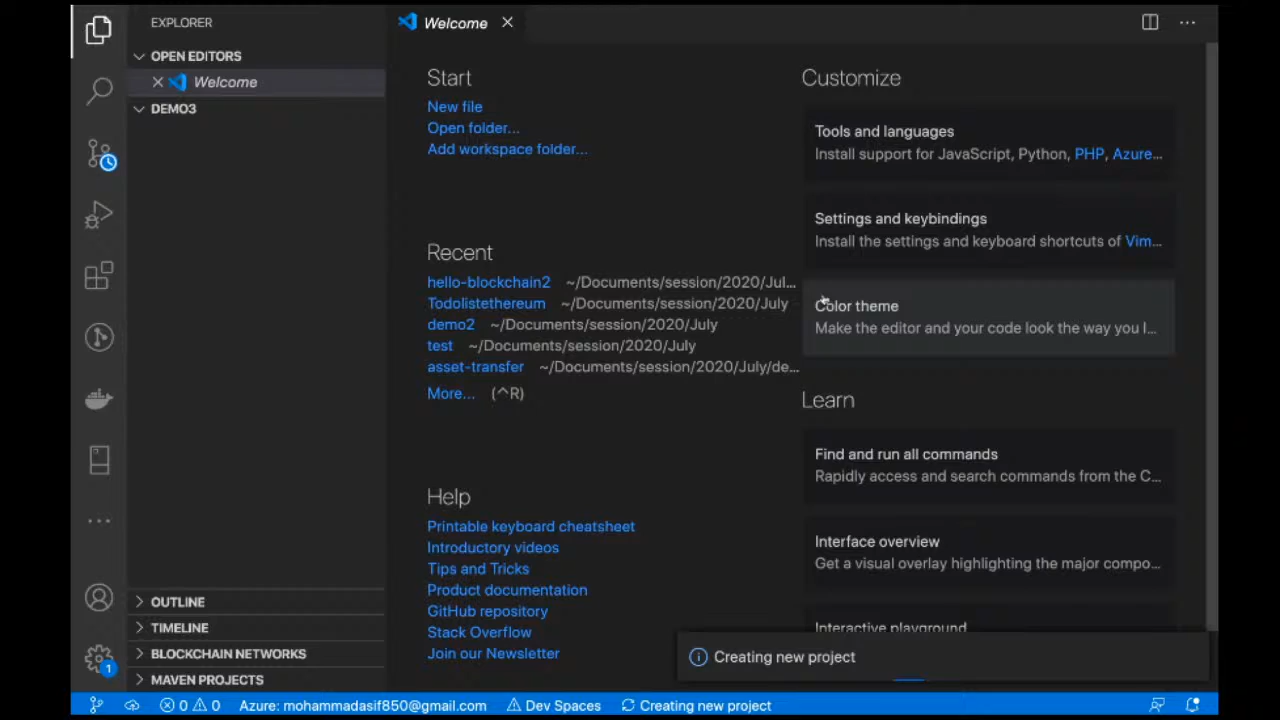 EXPLORER
OPEN EDITORS
Welcome
DEMO3
OUTLINE
TIMELINE
BLOCKCHAIN NETWORKS
MAVEN PROJECTS
1
Welcome
Start
New file
Open folder...
Add workspace folder...
Recent
hello-blockchain2 ~/Documents/session/2020/Jul...
Todolistethereum ~/Documents/session/2020/July
demo2 ~/Documents/session/2020/July
test ~/Documents/session/2020/July
asset-transfer ~/Documents/session/2020/July/de...
More... (^R)
Help
Printable keyboard cheatsheet
Introductory videos
Tips and Tricks
Product documentation
GitHub repository
Stack Overflow
Join our Newsletter
Customize
Tools and languages
Install support for JavaScript, Python, PHP, Azure...
Settings and keybindings
Install the settings and keyboard shortcuts of Vim...
Color theme
Make the editor and your code look the way you l...
Learn
Find and run all commands
Rapidly access and search commands from the C...
Interface overview
Get a visual overlay highlighting the major compo...
Interactive playground
Creating new project
0 0 Azure: mohammadasif850@gmail.com Dev Spaces Creating new project